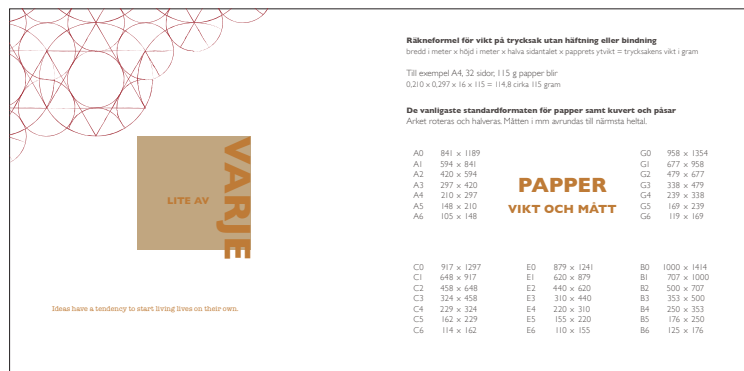 LITE AV
VARJE
Ideas have a tendency to start living lives on their own.
Räkneformel för vikt på trycksak utan häftning eller bindning
bredd i meter x höjd i meter x halva sidantalet x papprets ytvikt = trycksakens vikt i gram
Till exempel A4, 32 sidor, 115 g papper blir
0,210 x 0,297 x 16 x 115 = 114,8 cirka 115 gram
De vanligaste standardformaten för papper samt kuvert och påsar
Arket roteras och halveras. Måtten i mm avrundas till närmsta heltal.
A0 841 x 1189
A1 594 x 841
A2 420 x 594
A3 297 x 420
A4 210 x 297
A5 148 x 210
A6 105 x 148
PAPPER
VIKT OCH MÅTT
G0 958 x 1354
G1 677 x 958
G2 479 x 677
G3 338 x 479
G4 239 x 338
G5 169 x 239
G6 119 x 169
C0 917 x 1297
C1 648 x 917
C2 458 x 648
C3 324 x 458
C4 229 x 324
C5 162 x 229
C6 114 x 162
E0 879 x 1241
E1 620 x 879
E2 440 x 620
E3 310 x 440
E4 220 x 310
E5 155 x 220
E6 110 x 155
B0 1000 x 1414
B1 707 x 1000
B2 500 x 707
B3 353 x 500
B4 250 x 353
B5 176 x 250
B6 125 x 176